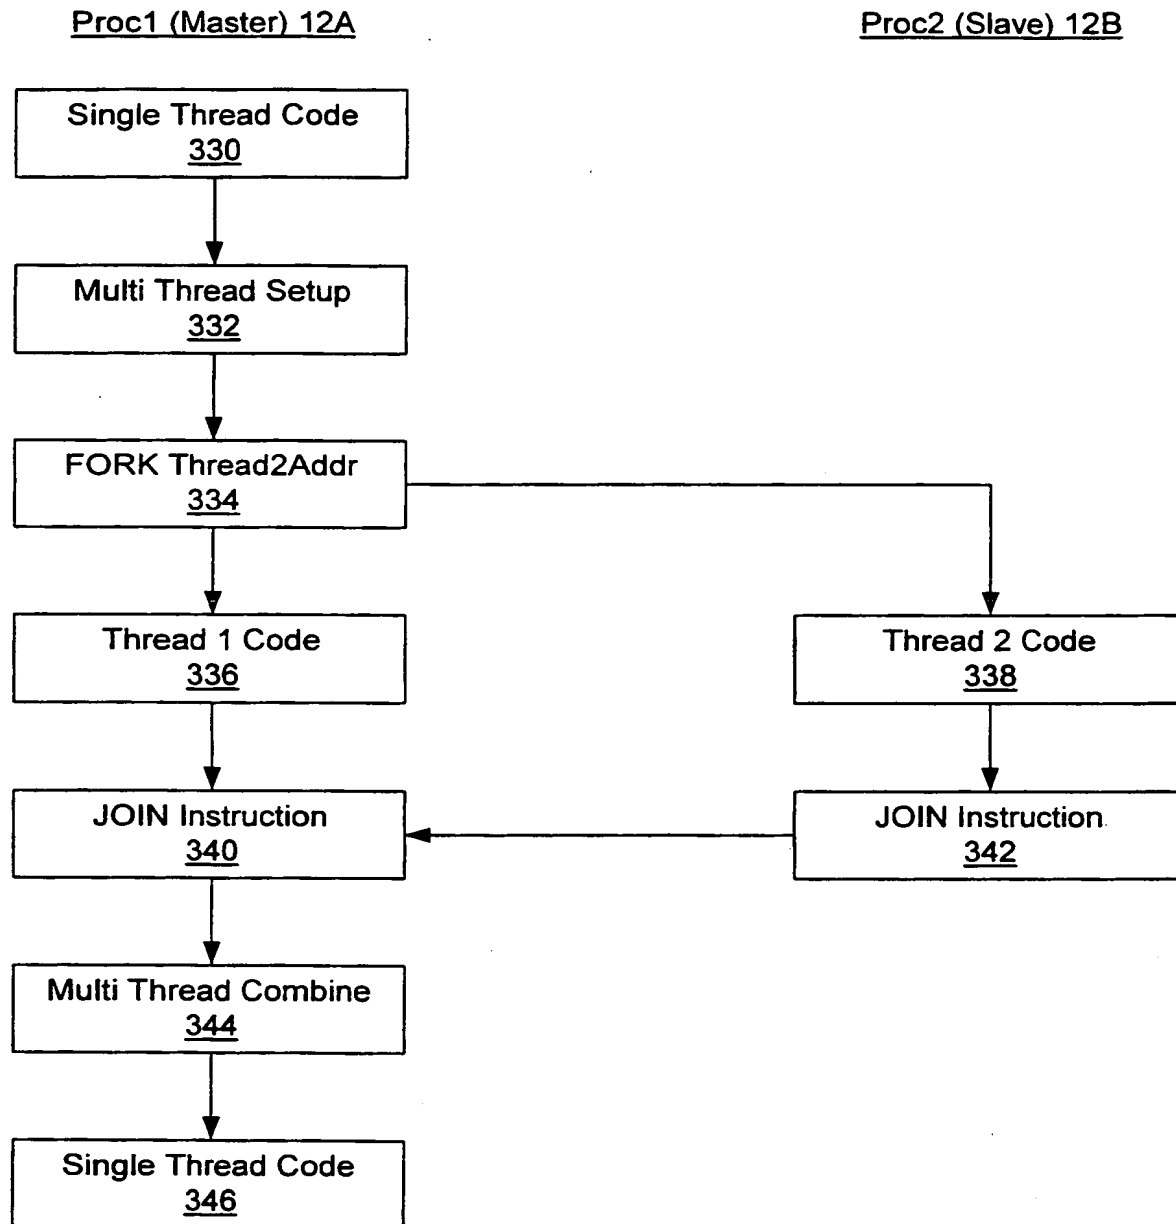 Proc1 (Master) 12A
Proc2 (Slave) 12B
Single Thread Code
330
Multi Thread Setup
332
FORK Thread2Addr
334
Thread 1 Code
336
Thread 2 Code
338
JOIN Instruction
340
JOIN Instruction
342
Multi Thread Combine
344
Single Thread Code
346